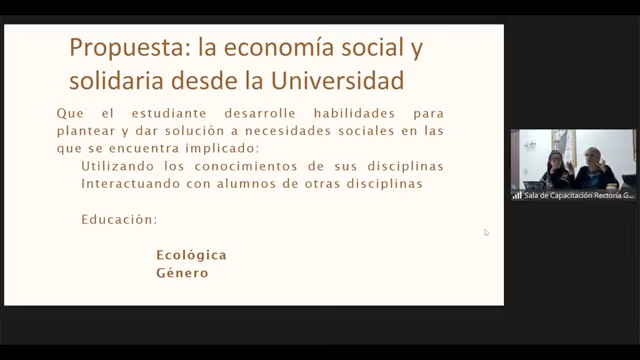 Propuesta: la economía social y
solidaria desde la Universidad
Que el estudiante desarrolle habilidades para
plantear y dar solución a necesidades sociales en las
que se encuentra implicado:
Utilizando los conocimientos de sus disciplinas
Interactuando con alumnos de otras disciplinas
Educación:
Ecológica
Género
Sala de Capacitación Rectoría G...